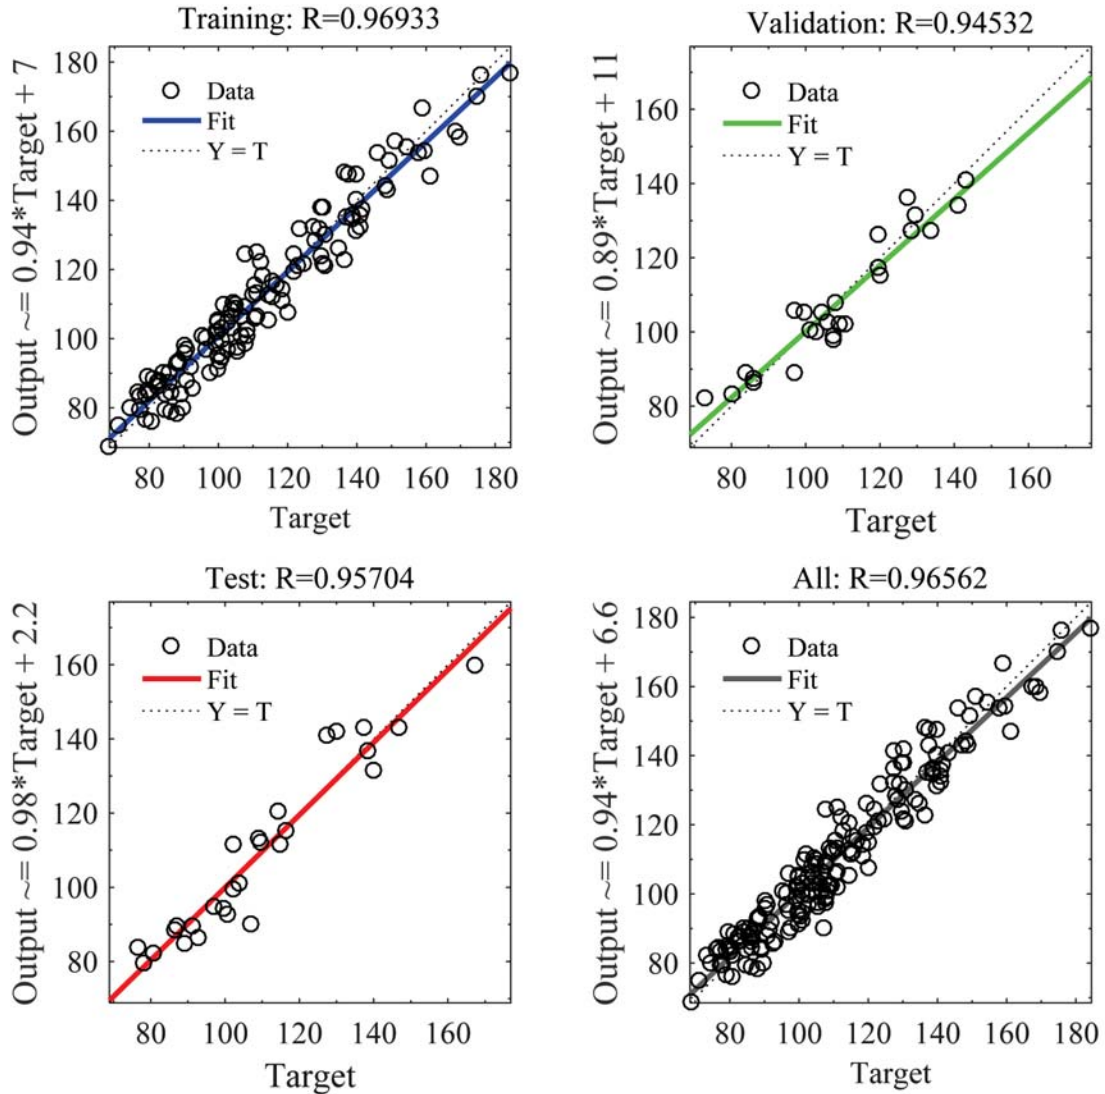 Training: R=0.96933
Output ~= 0.94*Target + 7
180
160
140
120
100
80
Data
Fit
Y = T
80 100 120 140 160 180
Target
Validation: R=0.94532
Output ~= 0.89*Target + 11
160
140
120
100
80
Data
Fit
Y = T
80 100 120 140 160
Target
Test: R=0.95704
Output ~= 0.98*Target + 2.2
160
140
120
100
80
Data
Fit
Y = T
80 100 120 140 160
Target
All: R=0.96562
Output ~= 0.94*Target + 6.6
180
160
140
120
100
80
Data
Fit
Y = T
80 100 120 140 160 180
Target